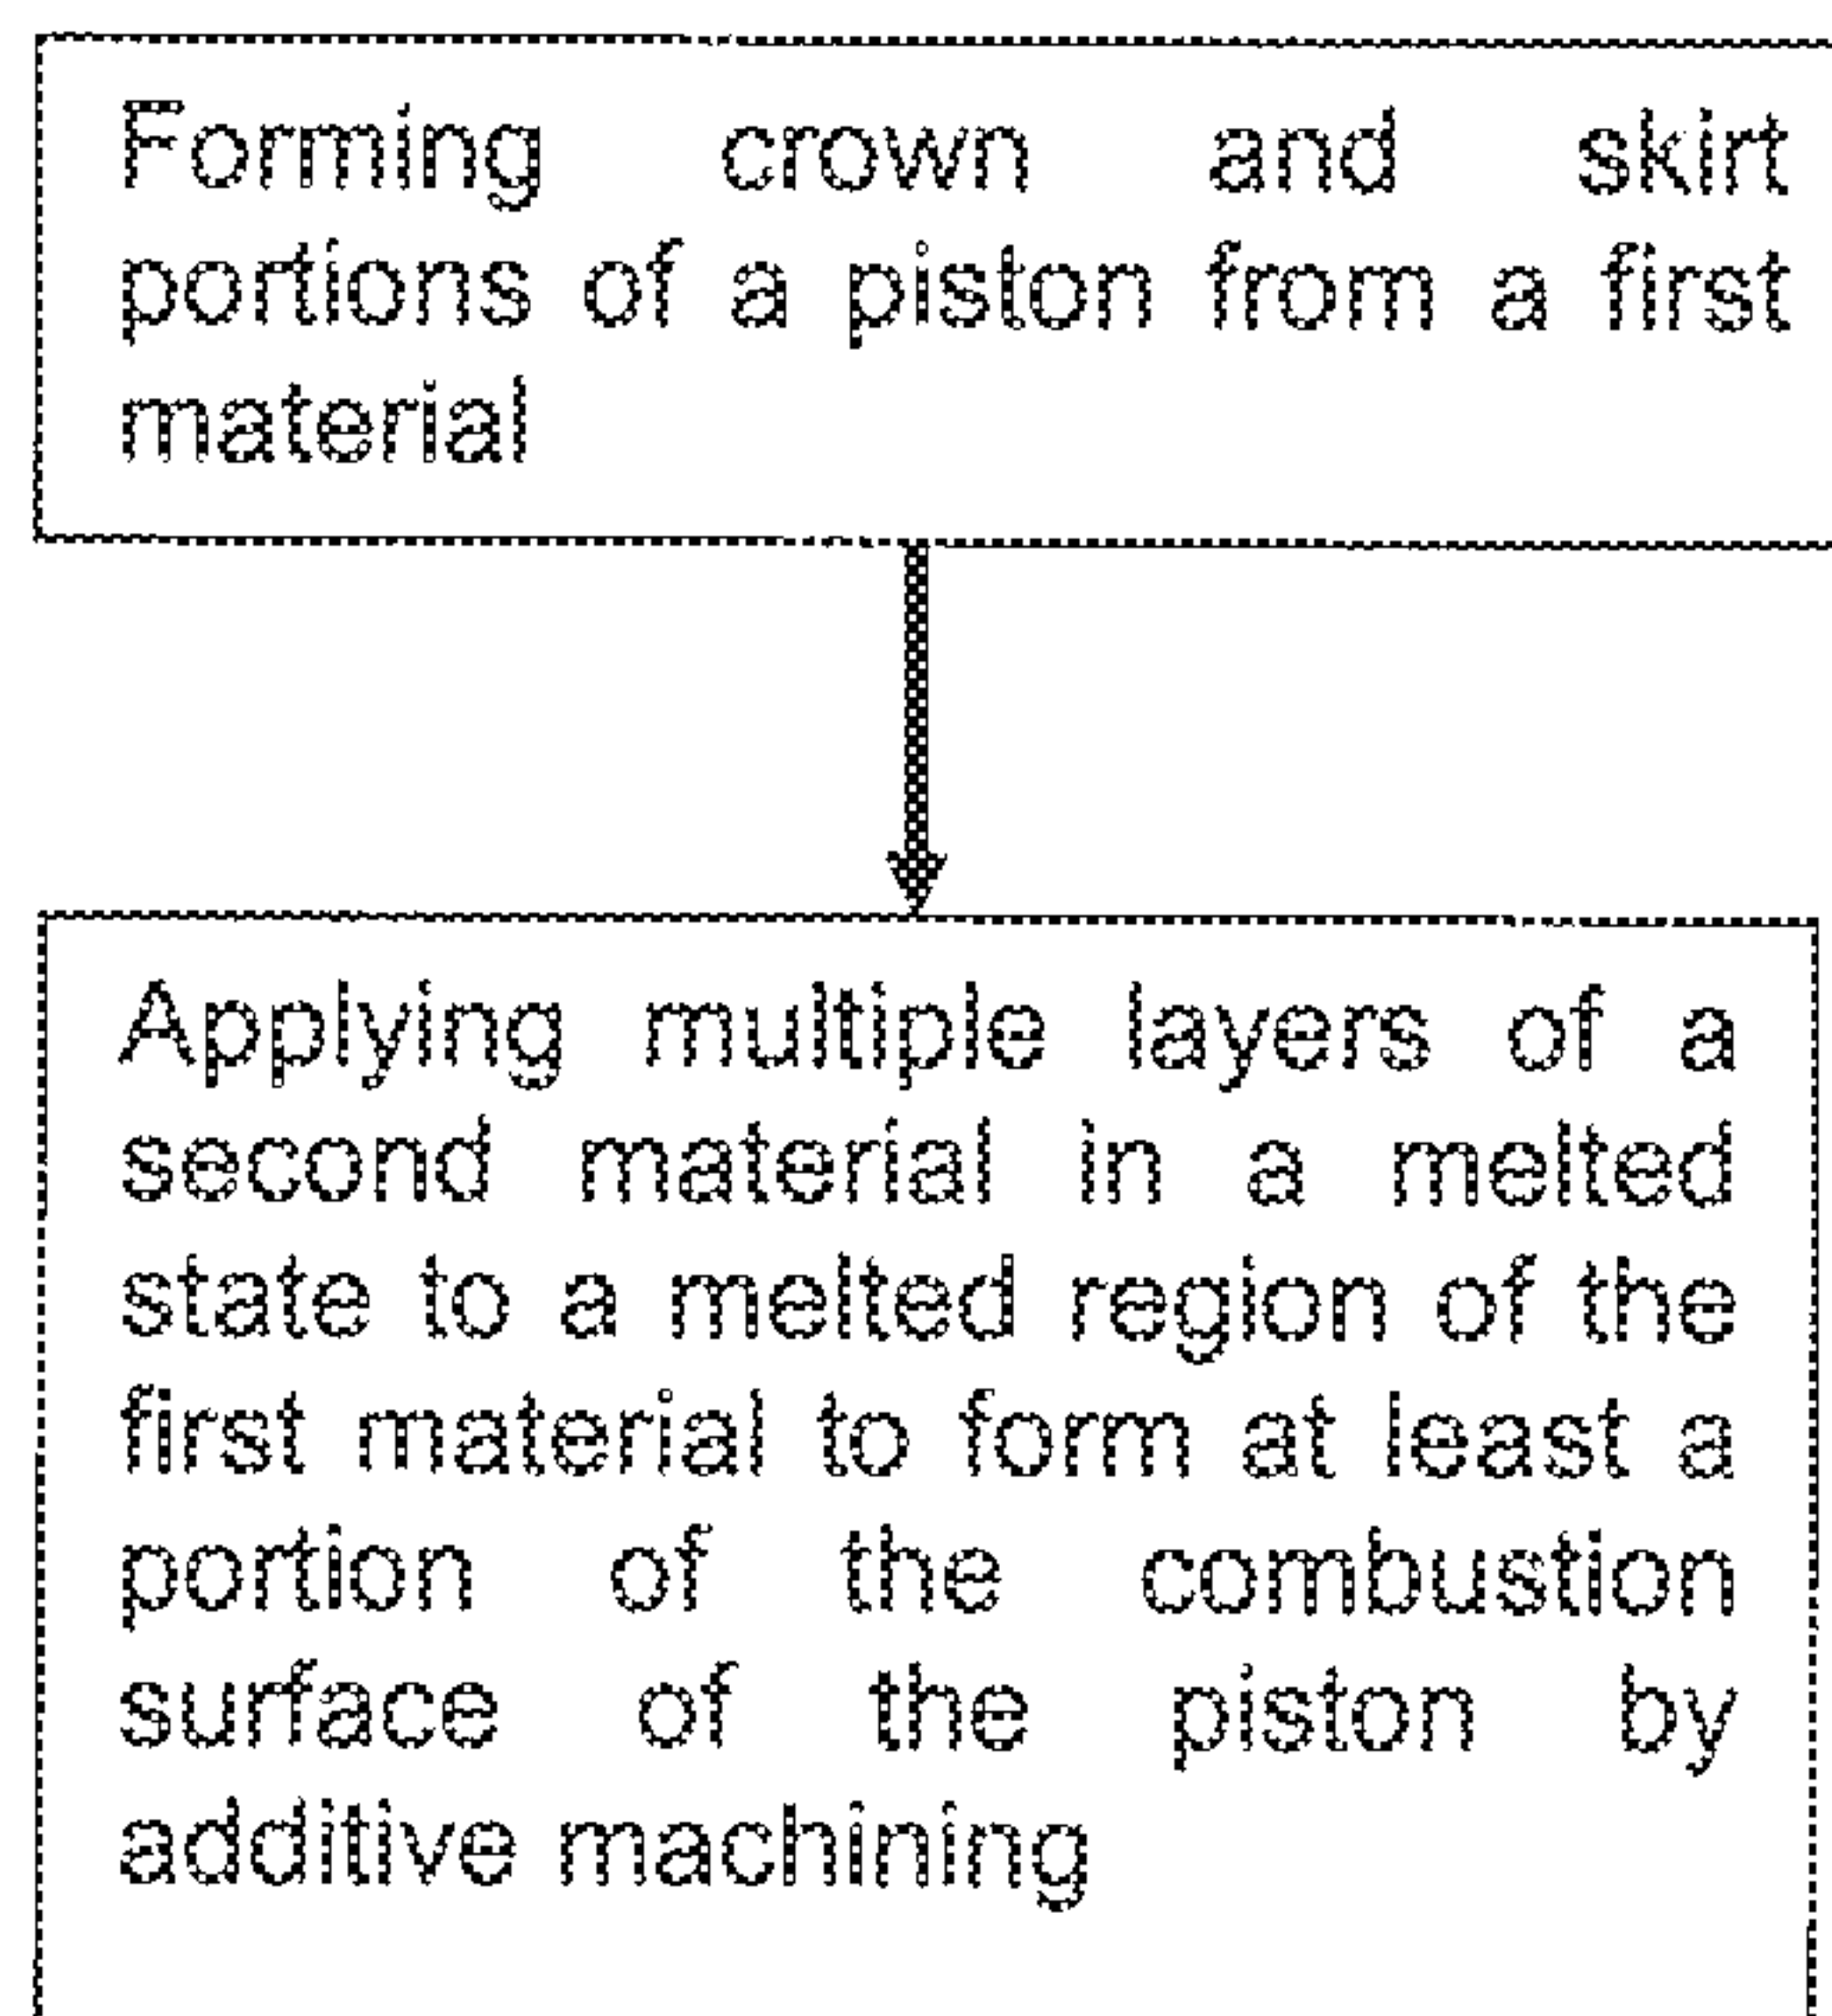 Forming crown and skirt
portions of a piston from a first
material
Applying multiple layers of a
second material in a melted
state to a melted region of the
first material to form at least a
portion of the combustion
surface of the piston by
additive machining